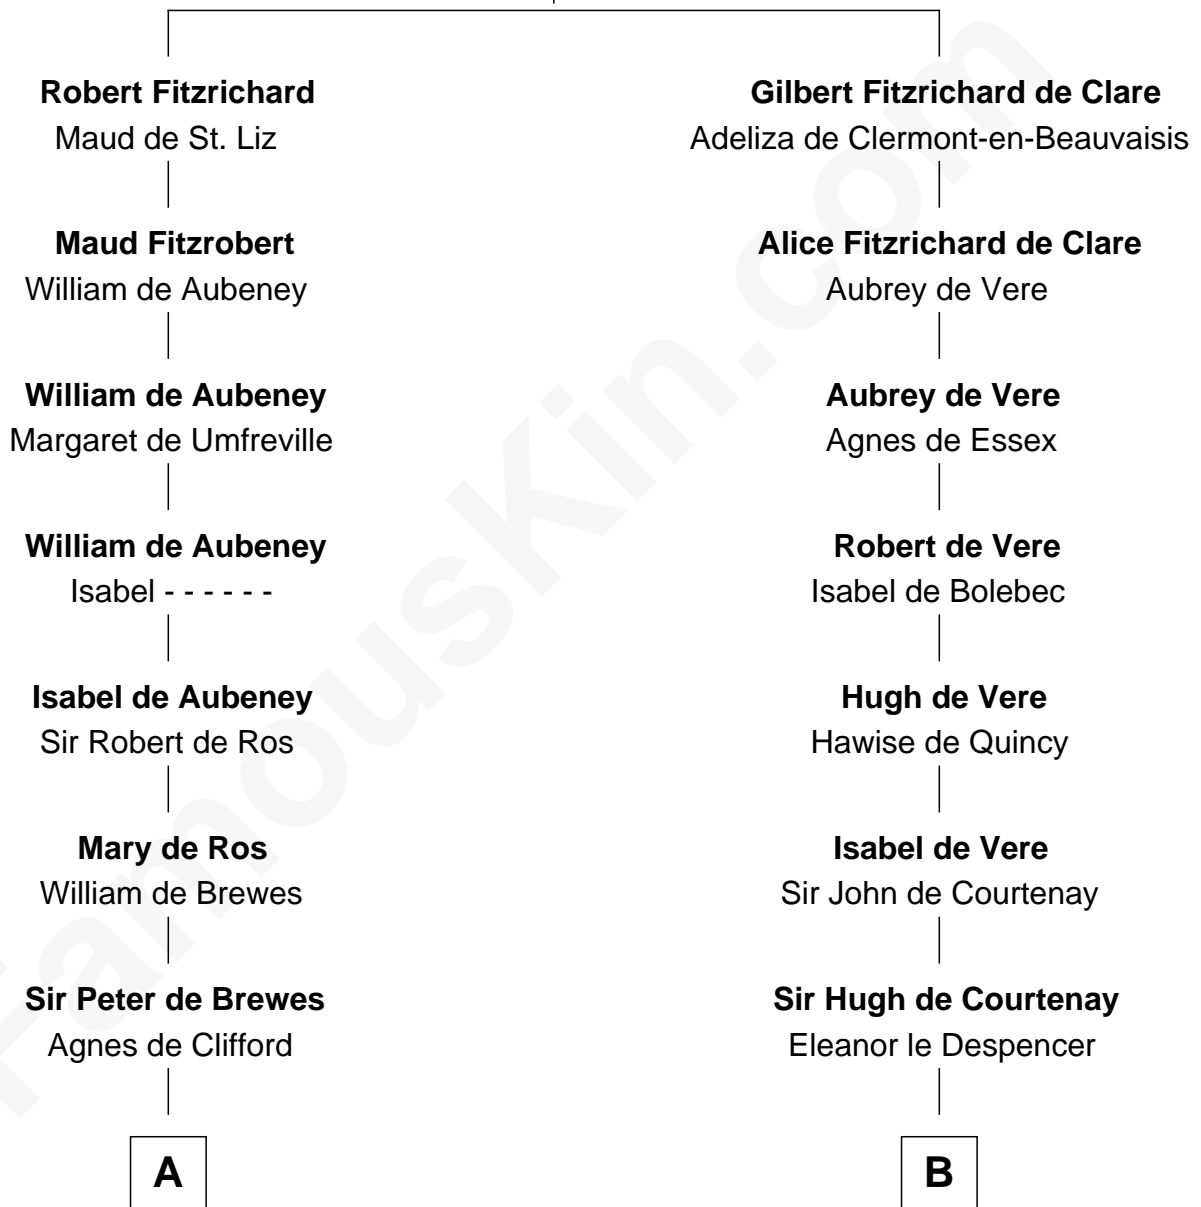 Robert Fitzrichard
Maud de St. Liz
Maud Fitzrobert
William de Aubeney
William de Aubeney
Margaret de Umfreville
William de Aubeney
Isabel - - - - - -
Isabel de Aubeney
Sir Robert de Ros
Mary de Ros
William de Brewes
Sir Peter de Brewes
Agnes de Clifford
A
Gilbert Fitzrichard de Clare
Adeliza de Clermont-en-Beauvaisis
Alice Fitzrichard de Clare
Aubrey de Vere
Aubrey de Vere
Agnes de Essex
Robert de Vere
Isabel de Bolebec
Hugh de Vere
Hawise de Quincy
Isabel de Vere
Sir John de Courtenay
Sir Hugh de Courtenay
Eleanor le Despencer
B
FamousKin.com